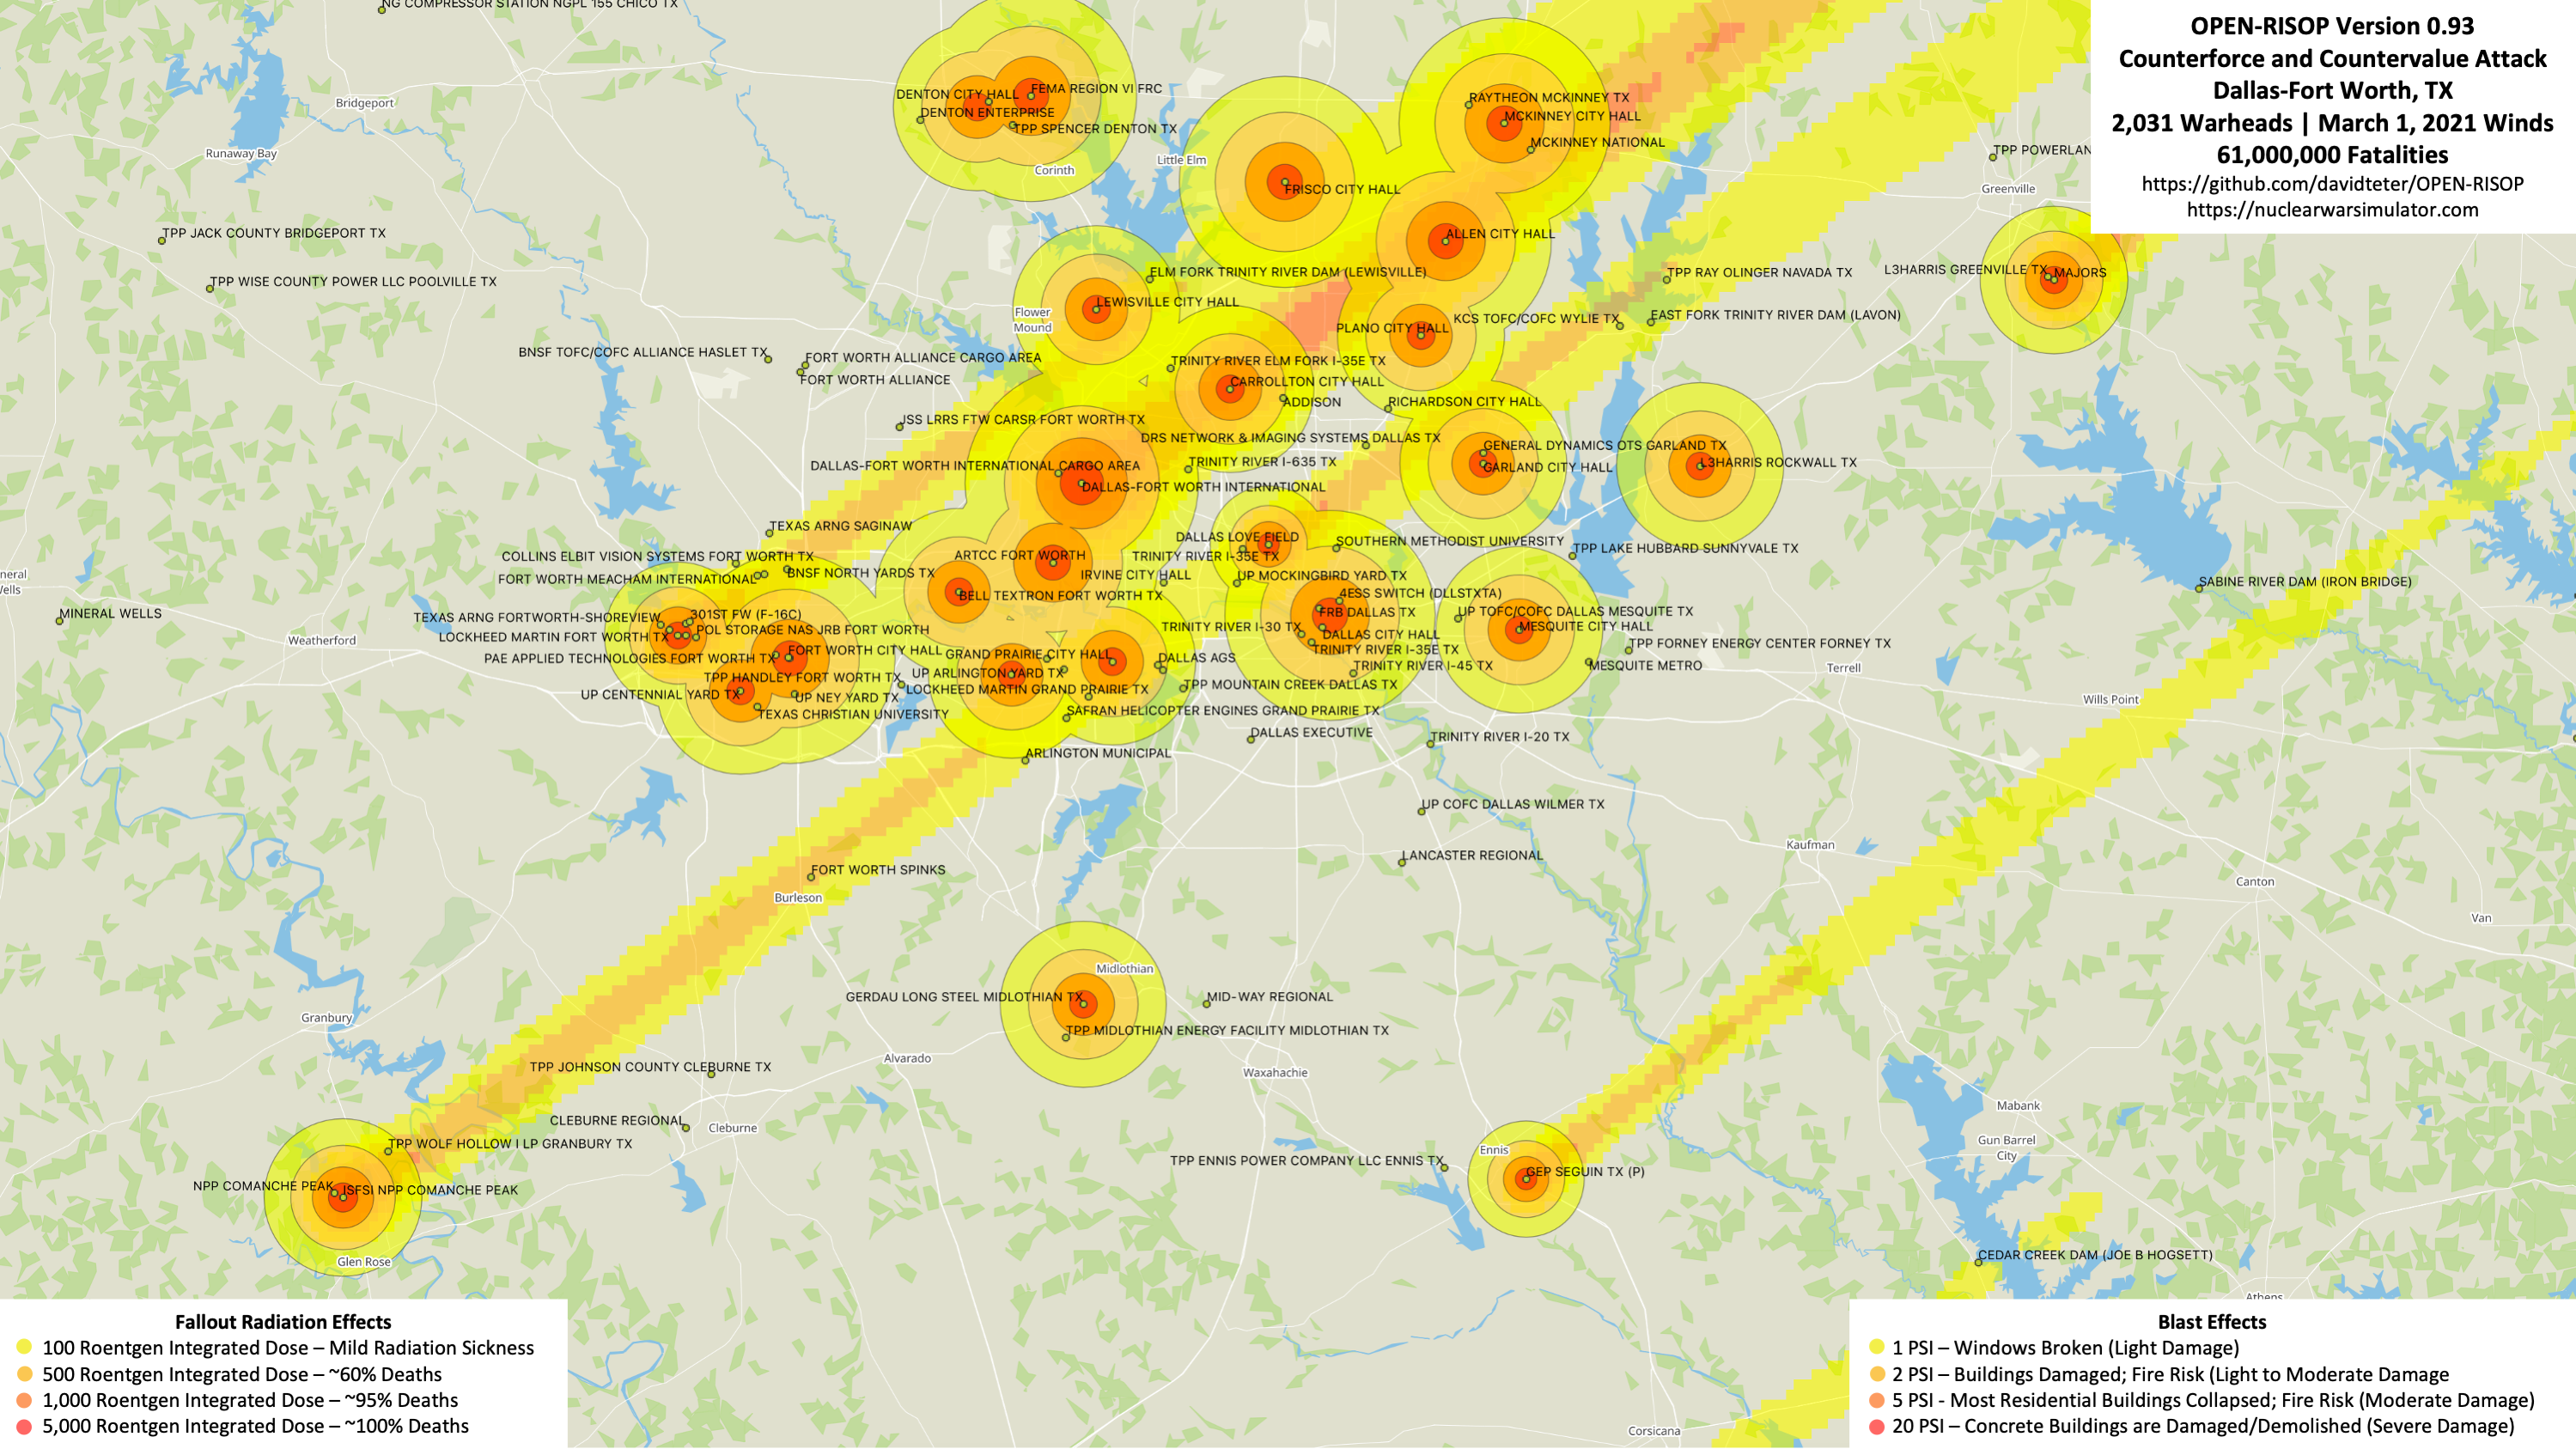 NG COMPRESSOR STATION NGPL 155 CHICO TX
OPEN-RISOP Version 0.93
Counterforce and Countervalue Attack
Dallas-Fort Worth, TX
2,031 Warheads | March 1, 2021 Winds
61,000,000 Fatalities
https://github.com/davidteter/OPEN-RISOP
https://nuclearwarsimulator.com
Bridgeport
Runaway Bay
DENTON CITY HALL
FEMA REGION VI FRC
DENTON ENTERPRISE
TPP SPENCER DENTON TX
Corinth
Little Elm
RAYTHEON MCKINNEY TX
MCKINNEY CITY HALL
MCKINNEY NATIONAL
TPP POWERLAN
Greenville
FRISCO CITY HALL
ALLEN CITY HALL
TPP JACK COUNTY BRIDGEPORT TX
TPP WISE COUNTY POWER LLC POOLVILLE TX
ELM FORK TRINITY RIVER DAM (LEWISVILLE)
TPP RAY OLINGER NAVADA TX
L3HARRIS GREENVILLE TX
MAJORS
LEWISVILLE CITY HALL
Flower
Mound
PLANO CITY HALL
KCS TOFC/COFC WYLIE TX
EAST FORK TRINITY RIVER DAM (LAVON)
BNSF TOFC/COFC ALLIANCE HASLET TX
FORT WORTH ALLIANCE CARGO AREA
FORT WORTH ALLIANCE
TRINITY RIVER ELM FORK I-35E TX
CARROLLTON CITY HALL
ADDISON
RICHARDSON CITY HALL
JSS LRRS FTW CARSR FORT WORTH TX
DRS NETWORK & IMAGING SYSTEMS DALLAS TX
GENERAL DYNAMICS OTS GARLAND TX
GARLAND CITY HALL
L3HARRIS ROCKWALL TX
DALLAS-FORT WORTH INTERNATIONAL CARGO AREA
TRINITY RIVER I-635 TX
DALLAS-FORT WORTH INTERNATIONAL
TEXAS ARNG SAGINAW
DALLAS LOVE FIELD
SOUTHERN METHODIST UNIVERSITY
TPP LAKE HUBBARD SUNNYVALE TX
COLLINS ELBIT VISION SYSTEMS FORT WORTH TX
ARTCC FORT WORTH
TRINITY RIVER I-35E TX
FORT WORTH MEACHAM INTERNATIONAL
BNSF NORTH YARDS TX
IRVINE CITY HALL
UP MOCKINGBIRD YARD TX
SABINE RIVER DAM (IRON BRIDGE)
neral
Wells
BELL TEXTRON FORT WORTH TX
4ESS SWITCH (DLLSTXTA)
MINERAL WELLS
TEXAS ARNG FORTWORTH-SHOREVIEW
301ST FW (F-16C)
FRB DALLAS TX
UP TOFC/COFC DALLAS MESQUITE TX
LOCKHEED MARTIN FORT WORTH TX
POL STORAGE NAS JRB FORT WORTH
TRINITY RIVER I-30 TX
DALLAS CITY HALL
MESQUITE CITY HALL
Weatherford
TPP FORNEY ENERGY CENTER FORNEY TX
PAE APPLIED TECHNOLOGIES FORT WORTH TX
FORT WORTH CITY HALL
GRAND PRAIRIE CITY HALL
DALLAS AGS
TRINITY RIVER I-35E TX
TRINITY RIVER I-45 TX
MESQUITE METRO
Terrell
TPP HANDLEY FORT WORTH TX
UP ARLINGTON YARD TX
UP CENTENNIAL YARD TX
UP NEY YARD TX
LOCKHEED MARTIN GRAND PRAIRIE TX
TPP MOUNTAIN CREEK DALLAS TX
Wills Point
TEXAS CHRISTIAN UNIVERSITY
SAFRAN HELICOPTER ENGINES GRAND PRAIRIE TX
DALLAS EXECUTIVE
TRINITY RIVER I-20 TX
ARLINGTON MUNICIPAL
UP COFC DALLAS WILMER TX
Kaufman
LANCASTER REGIONAL
FORT WORTH SPINKS
Burleson
Canton
Van
Midlothian
GERDAU LONG STEEL MIDLOTHIAN TX
MID-WAY REGIONAL
Granbury
TPP MIDLOTHIAN ENERGY FACILITY MIDLOTHIAN TX
Alvarado
TPP JOHNSON COUNTY CLEBURNE TX
Waxahachie
Mabank
CLEBURNE REGIONAL
Cleburne
TPP WOLF HOLLOW I LP GRANBURY TX
Ennis
Gun Barrel
City
TPP ENNIS POWER COMPANY LLC ENNIS TX
GEP SEGUIN TX (P)
NPP COMANCHE PEAK
ISFSI NPP COMANCHE PEAK
Glen Rose
CEDAR CREEK DAM (JOE B HOGSETT)
Athens
Corsicana
Fallout Radiation Effects
100 Roentgen Integrated Dose – Mild Radiation Sickness
500 Roentgen Integrated Dose – ~60% Deaths
1,000 Roentgen Integrated Dose – ~95% Deaths
5,000 Roentgen Integrated Dose – ~100% Deaths
Blast Effects
1 PSI – Windows Broken (Light Damage)
2 PSI – Buildings Damaged; Fire Risk (Light to Moderate Damage
5 PSI - Most Residential Buildings Collapsed; Fire Risk (Moderate Damage)
20 PSI – Concrete Buildings are Damaged/Demolished (Severe Damage)